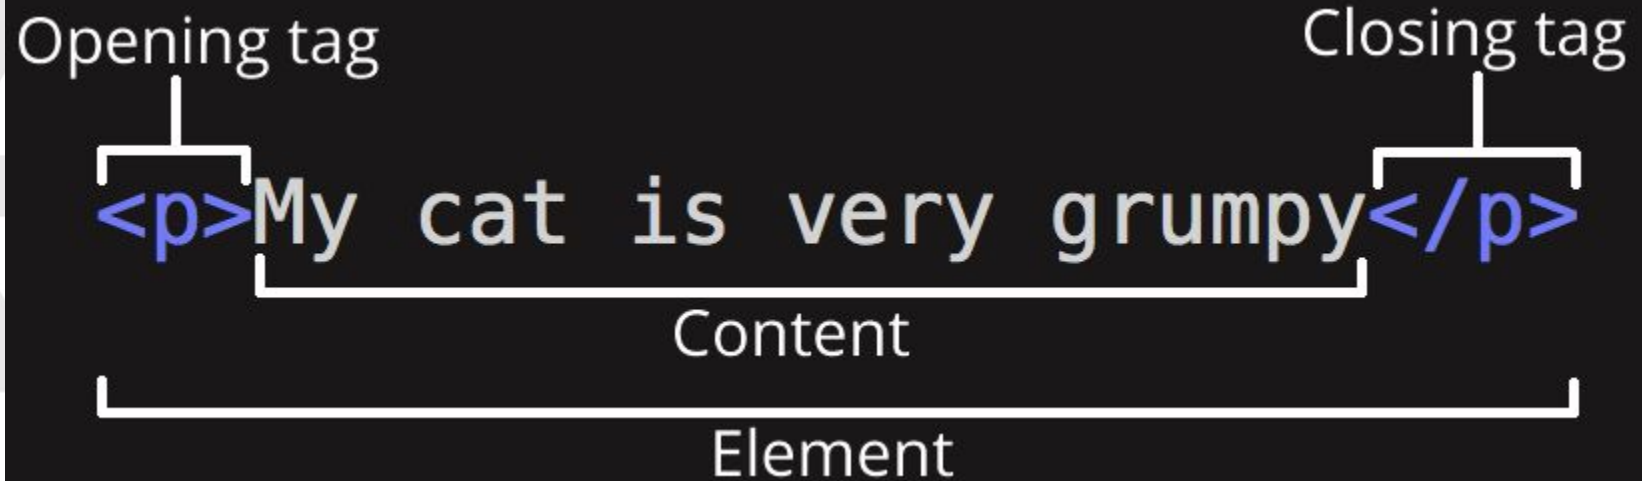 Opening tag
Closing tag
<p>My cat is very grumpy</p>
Content
Element